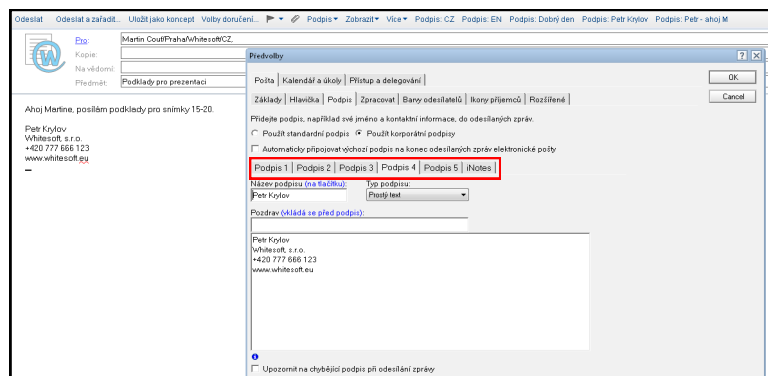 Odeslat Odeslat a zařadit... Uložit jako koncept Volby doručení... Podpis Zobrazit Více Podpis: CZ Podpis: EN Podpis: Dobrý den Podpis: Petr Krylov Podpis: Petr - ahoj M
Pro: Martin Couf/Praha/Whitesoft/CZ,
Kopie:
Na vědomí:
Předmět: Podklady pro prezentaci
Ahoj Martine, posílám podklady pro snímky 15-20.
Petr Krylov
Whitesoft, s.r.o.
+420 777 666 123
www.whitesoft.eu
Předvolby
Pošta Kalendář a úkoly Přístup a delegování
OK
Základy Hlavička Podpis Zpracovat Barvy odesílatelů Ikony příjemců Rozšířené
Cancel
Přidejte podpis, například své jméno a kontaktní informace, do odesílaných zpráv.
Použít standardní podpis Použít korporátní podpisy
Automaticky připojovat výchozí podpis na konec odesílaných zpráv elektronické pošty
Podpis 1 Podpis 2 Podpis 3 Podpis 4 Podpis 5 iNotes
Název podpisu (na tlačítku): Typ podpisu:
Petr Krylov Prostý text
Pozdrav (vkládá se před podpis):
Petr Krylov
Whitesoft, s.r.o.
+420 777 666 123
www.whitesoft.eu
Upozornit na chybějící podpis při odesílání zprávy